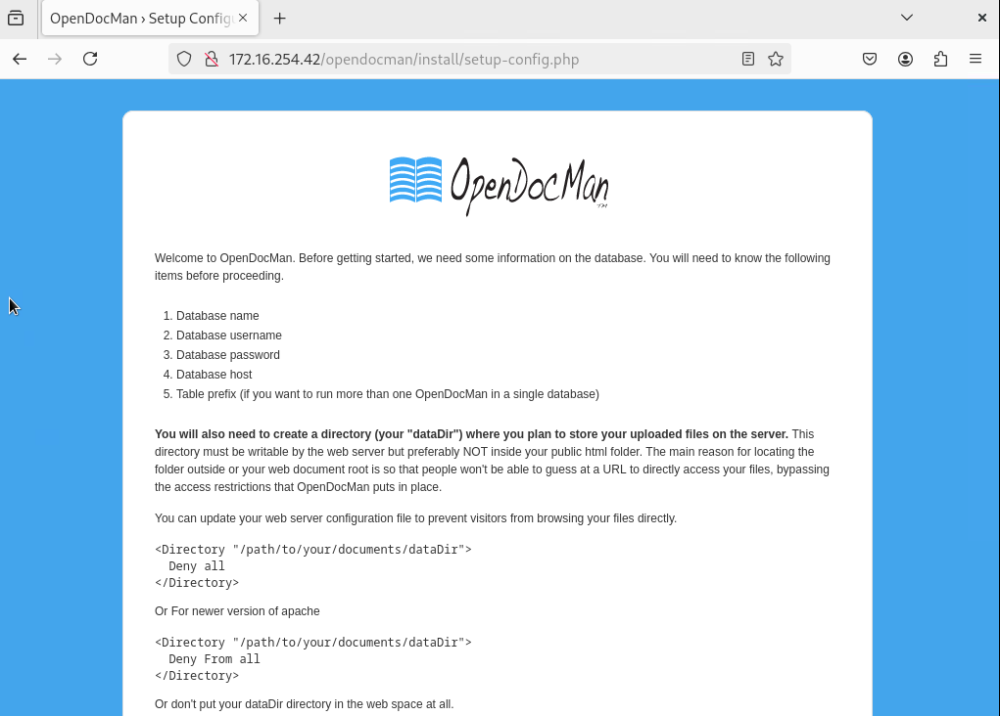 OpenDocMan › Setup Config
172.16.254.42/opendocman/install/setup-config.php
OpenDocMan™
Welcome to OpenDocMan. Before getting started, we need some information on the database. You will need to know the following
items before proceeding.
1. Database name
2. Database username
3. Database password
4. Database host
5. Table prefix (if you want to run more than one OpenDocMan in a single database)
You will also need to create a directory (your "dataDir") where you plan to store your uploaded files on the server. This
directory must be writable by the web server but preferably NOT inside your public html folder. The main reason for locating the
folder outside or your web document root is so that people won't be able to guess at a URL to directly access your files, bypassing
the access restrictions that OpenDocMan puts in place.
You can update your web server configuration file to prevent visitors from browsing your files directly.
<Directory "/path/to/your/documents/dataDir">
  Deny all
</Directory>
Or For newer version of apache
<Directory "/path/to/your/documents/dataDir">
  Deny From all
</Directory>
Or don't put your dataDir directory in the web space at all.